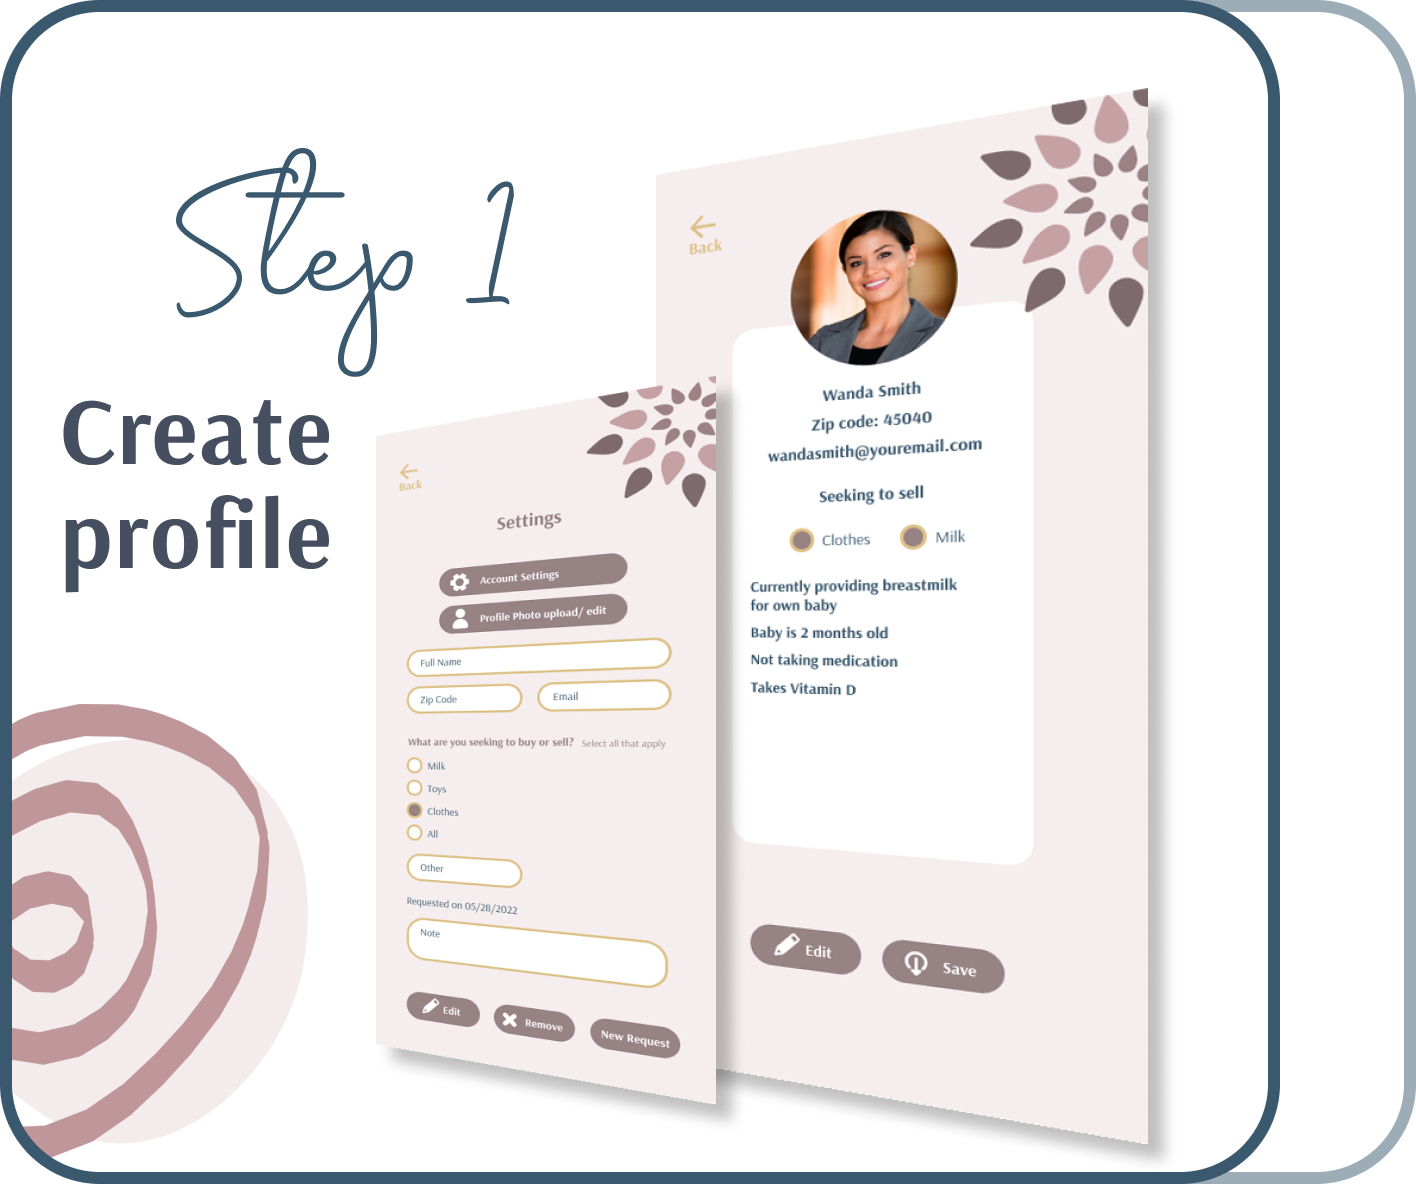 Step 1
Create
profile
Back
Settings
Account Settings
Profile Photo upload/ edit
Full Name
Zip Code
Email
What are you seeking to buy or sell? Select all that apply
Milk
Toys
Clothes
All
Other
Requested on 05/28/2022
Note
Edit
Remove
New Request
Back
Wanda Smith
Zip code: 45040
wandasmith@youremail.com
Seeking to sell
Clothes
Milk
Currently providing breastmilk
for own baby
Baby is 2 months old
Not taking medication
Takes Vitamin D
Edit
Save